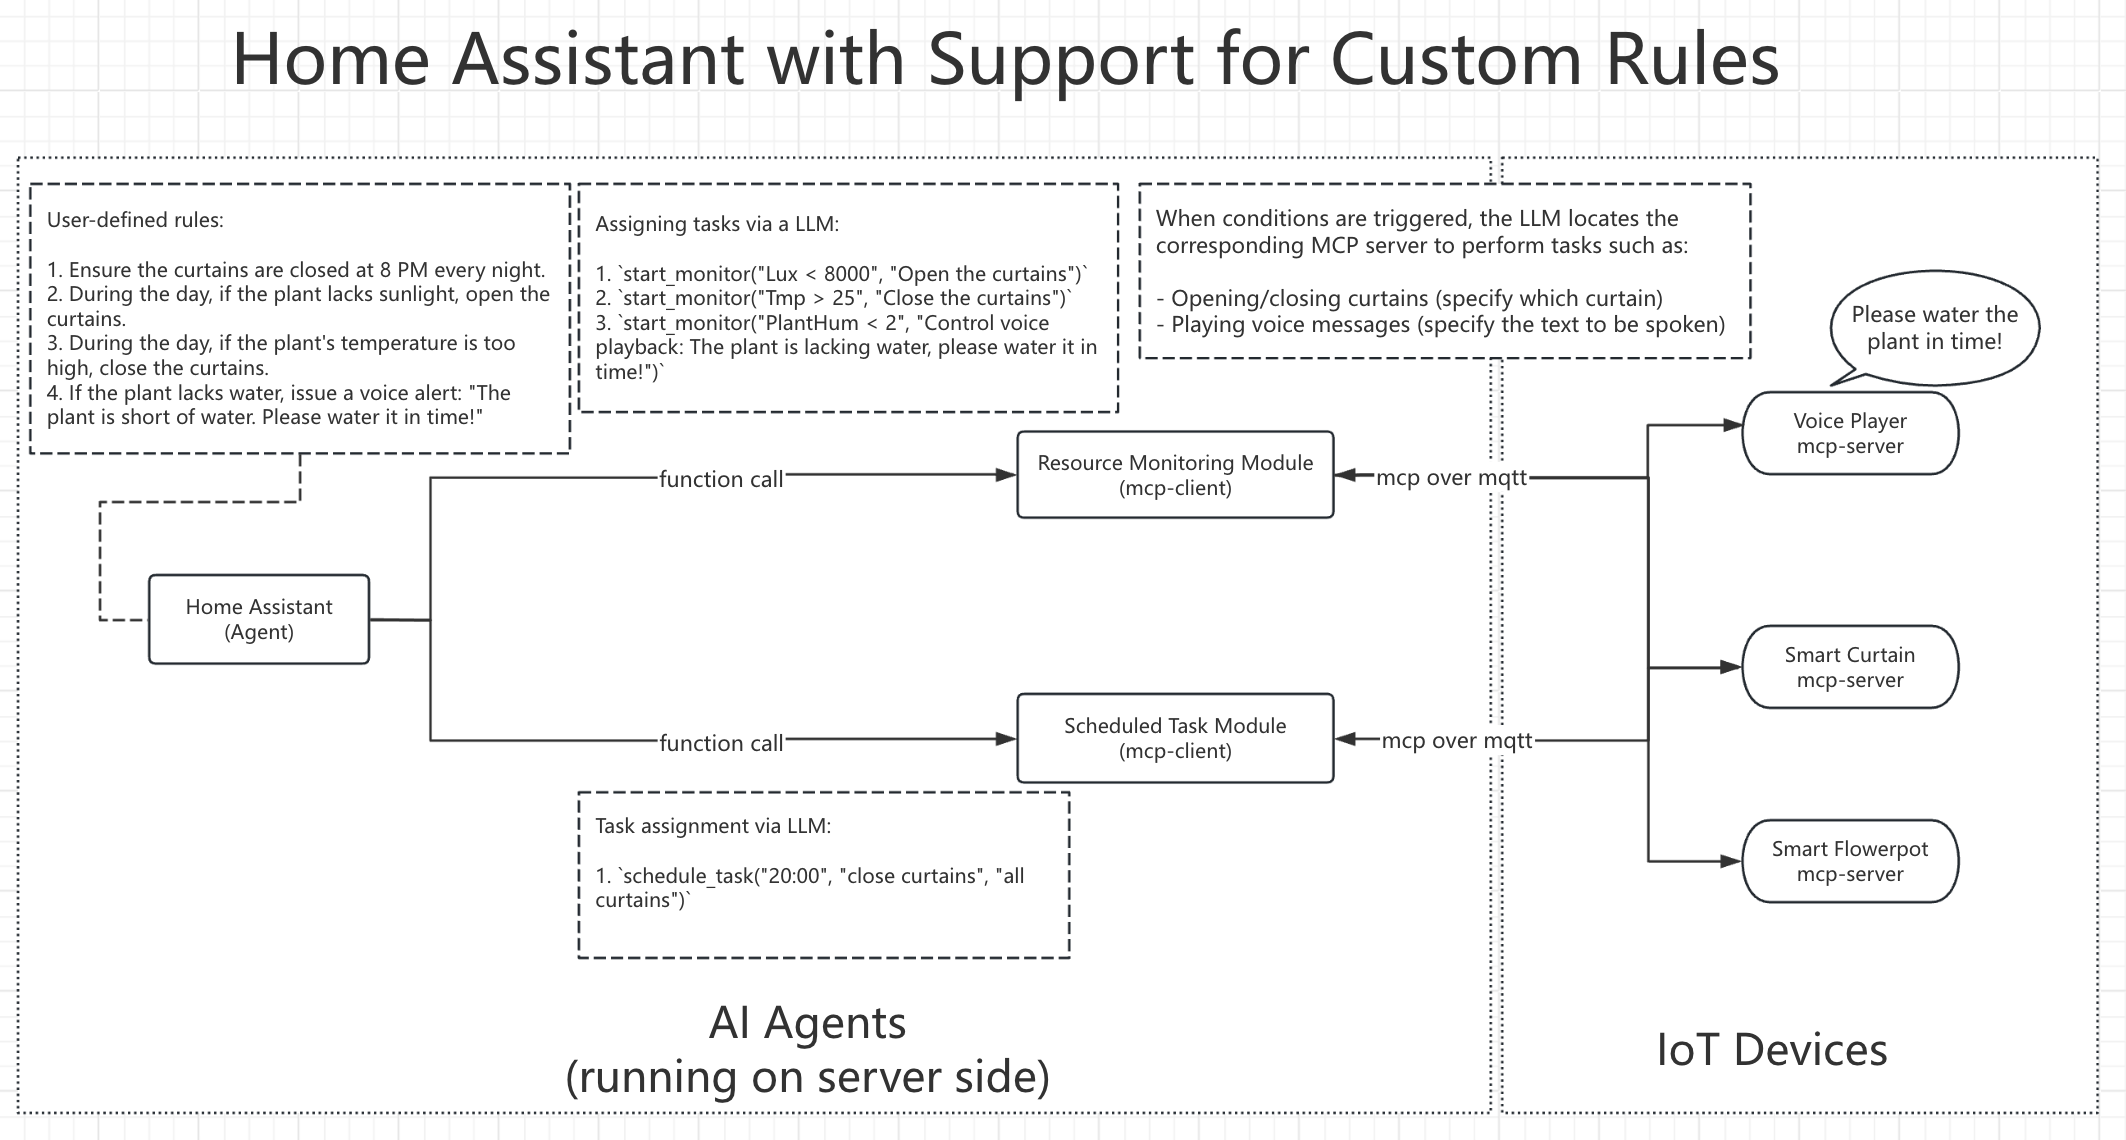 Home Assistant with Support for Custom Rules
User-defined rules:
1. Ensure the curtains are closed at 8 PM every night.
2. During the day, if the plant lacks sunlight, open the
curtains.
3. During the day, if the plant's temperature is too
high, close the curtains.
4. If the plant lacks water, issue a voice alert: "The
plant is short of water. Please water it in time!"
Assigning tasks via a LLM:
1. `start_monitor("Lux < 8000", "Open the curtains")`
2. `start_monitor("Tmp > 25", "Close the curtains")`
3. `start_monitor("PlantHum < 2", "Control voice
playback: The plant is lacking water, please water it in
time!")`
When conditions are triggered, the LLM locates the
corresponding MCP server to perform tasks such as:
- Opening/closing curtains (specify which curtain)
- Playing voice messages (specify the text to be spoken)
Please water the
plant in time!
Voice Player
mcp-server
function call
Resource Monitoring Module
(mcp-client)
mcp over mqtt
Home Assistant
(Agent)
Smart Curtain
mcp-server
function call
Scheduled Task Module
(mcp-client)
mcp over mqtt
Task assignment via LLM:
1. `schedule_task("20:00", "close curtains", "all
curtains")`
Smart Flowerpot
mcp-server
AI Agents
(running on server side)
IoT Devices